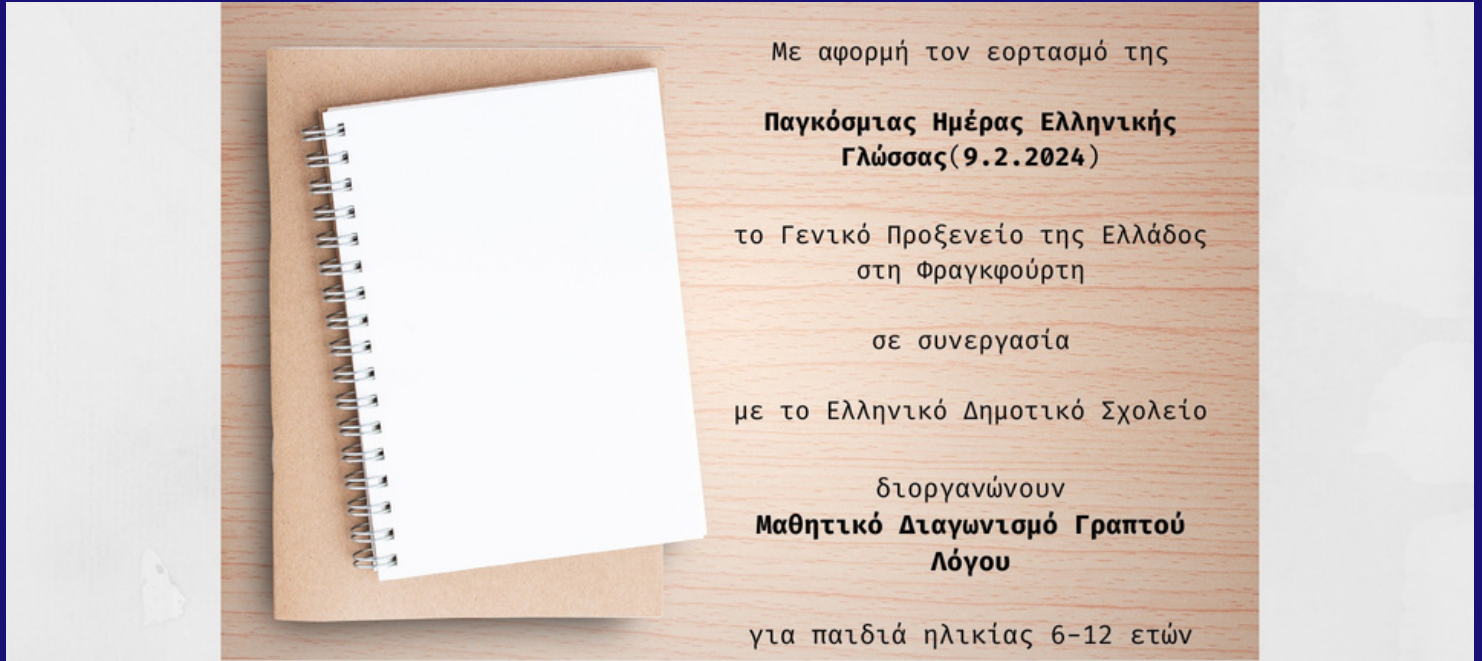 Με αφορμή τον εορτασμό της
Παγκόσμιας Ημέρας Ελληνικής
Γλώσσας(9.2.2024)
το Γενικό Προξενείο της Ελλάδος
στη Φραγκφούρτη
σε συνεργασία
με το Ελληνικό Δημοτικό Σχολείο
διοργανώνουν
Μαθητικό Διαγωνισμό Γραπτού
Λόγου
για παιδιά ηλικίας 6-12 ετών